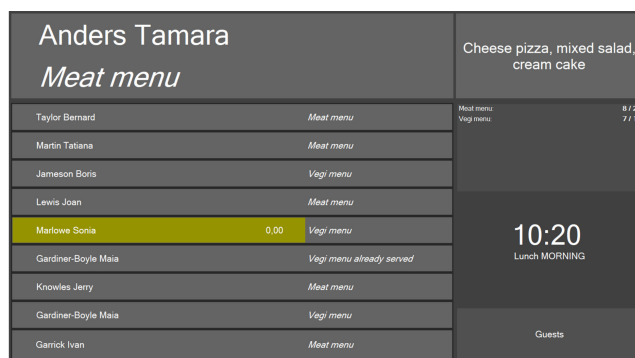 Anders Tamara
Meat menu
Cheese pizza, mixed salad,
cream cake
Taylor Bernard Meat menu
Martin Tatiana Meat menu
Jameson Boris Vegi menu
Lewis Joan Meat menu
Marlowe Sonia 0,00 Vegi menu
Gardiner-Boyle Maia Vegi menu already served
Knowles Jerry Meat menu
Gardiner-Boyle Maia Vegi menu
Garrick Ivan Meat menu
Meat menu: 8 /
Vegi menu: 7 /
10:20
Lunch MORNING
Guests